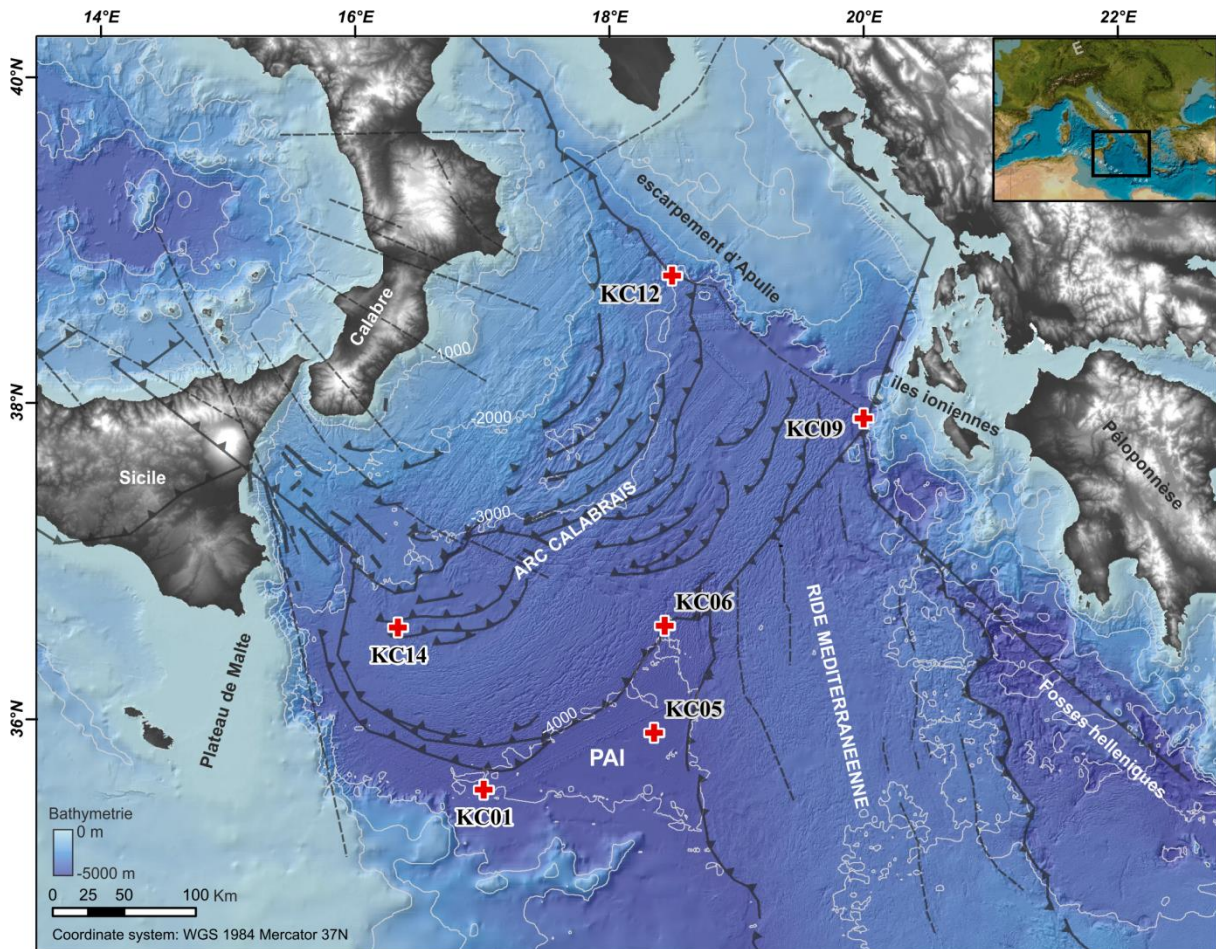 14°E
16°E
18°E
20°E
22°E
40°N
38°N
36°N
E
escarpement d'Apulie
KC12
Calabre
-1000
-2000
îles ioniennes
KC09
Péloponnèse
Sicile
-3000
ARC CALABRAIS
KC06
KC14
RIDE MEDITERRANEENNE
Plateau de Malte
-4000
KC05
Fosses helleniques
PAI
KC01
Bathymetrie
0 m
-5000 m
0 25 50 100 Km
Coordinate system: WGS 1984 Mercator 37N